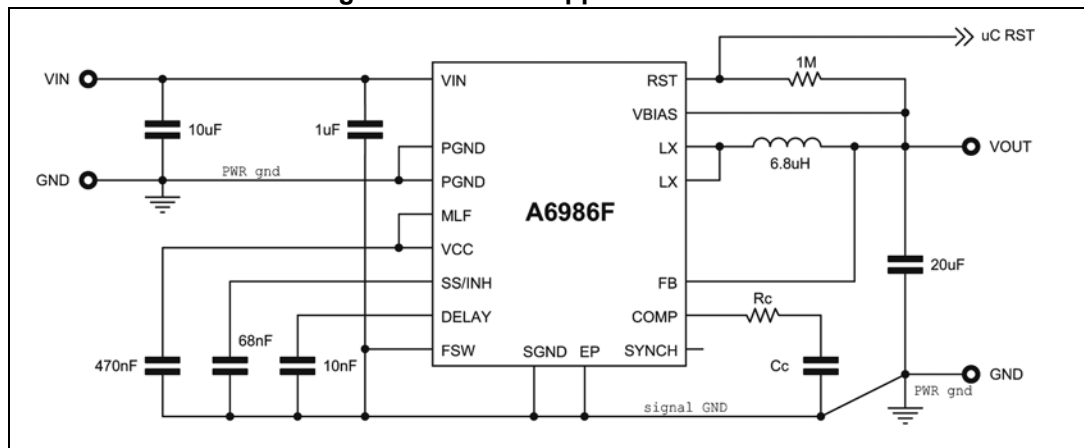 uC RST
VIN
VIN
RST
1M
VBIAS
10uF
1uF
PGND
LX
VOUT
6.8uH
GND
PWR gnd
PGND
LX
A6986F
MLF
VCC
SS/INH
FB
20uF
Rc
DELAY
COMP
68nF
470nF
10nF
FSW
SGND
EP
SYNCH
Cc
GND
PWR gnd
signal GND